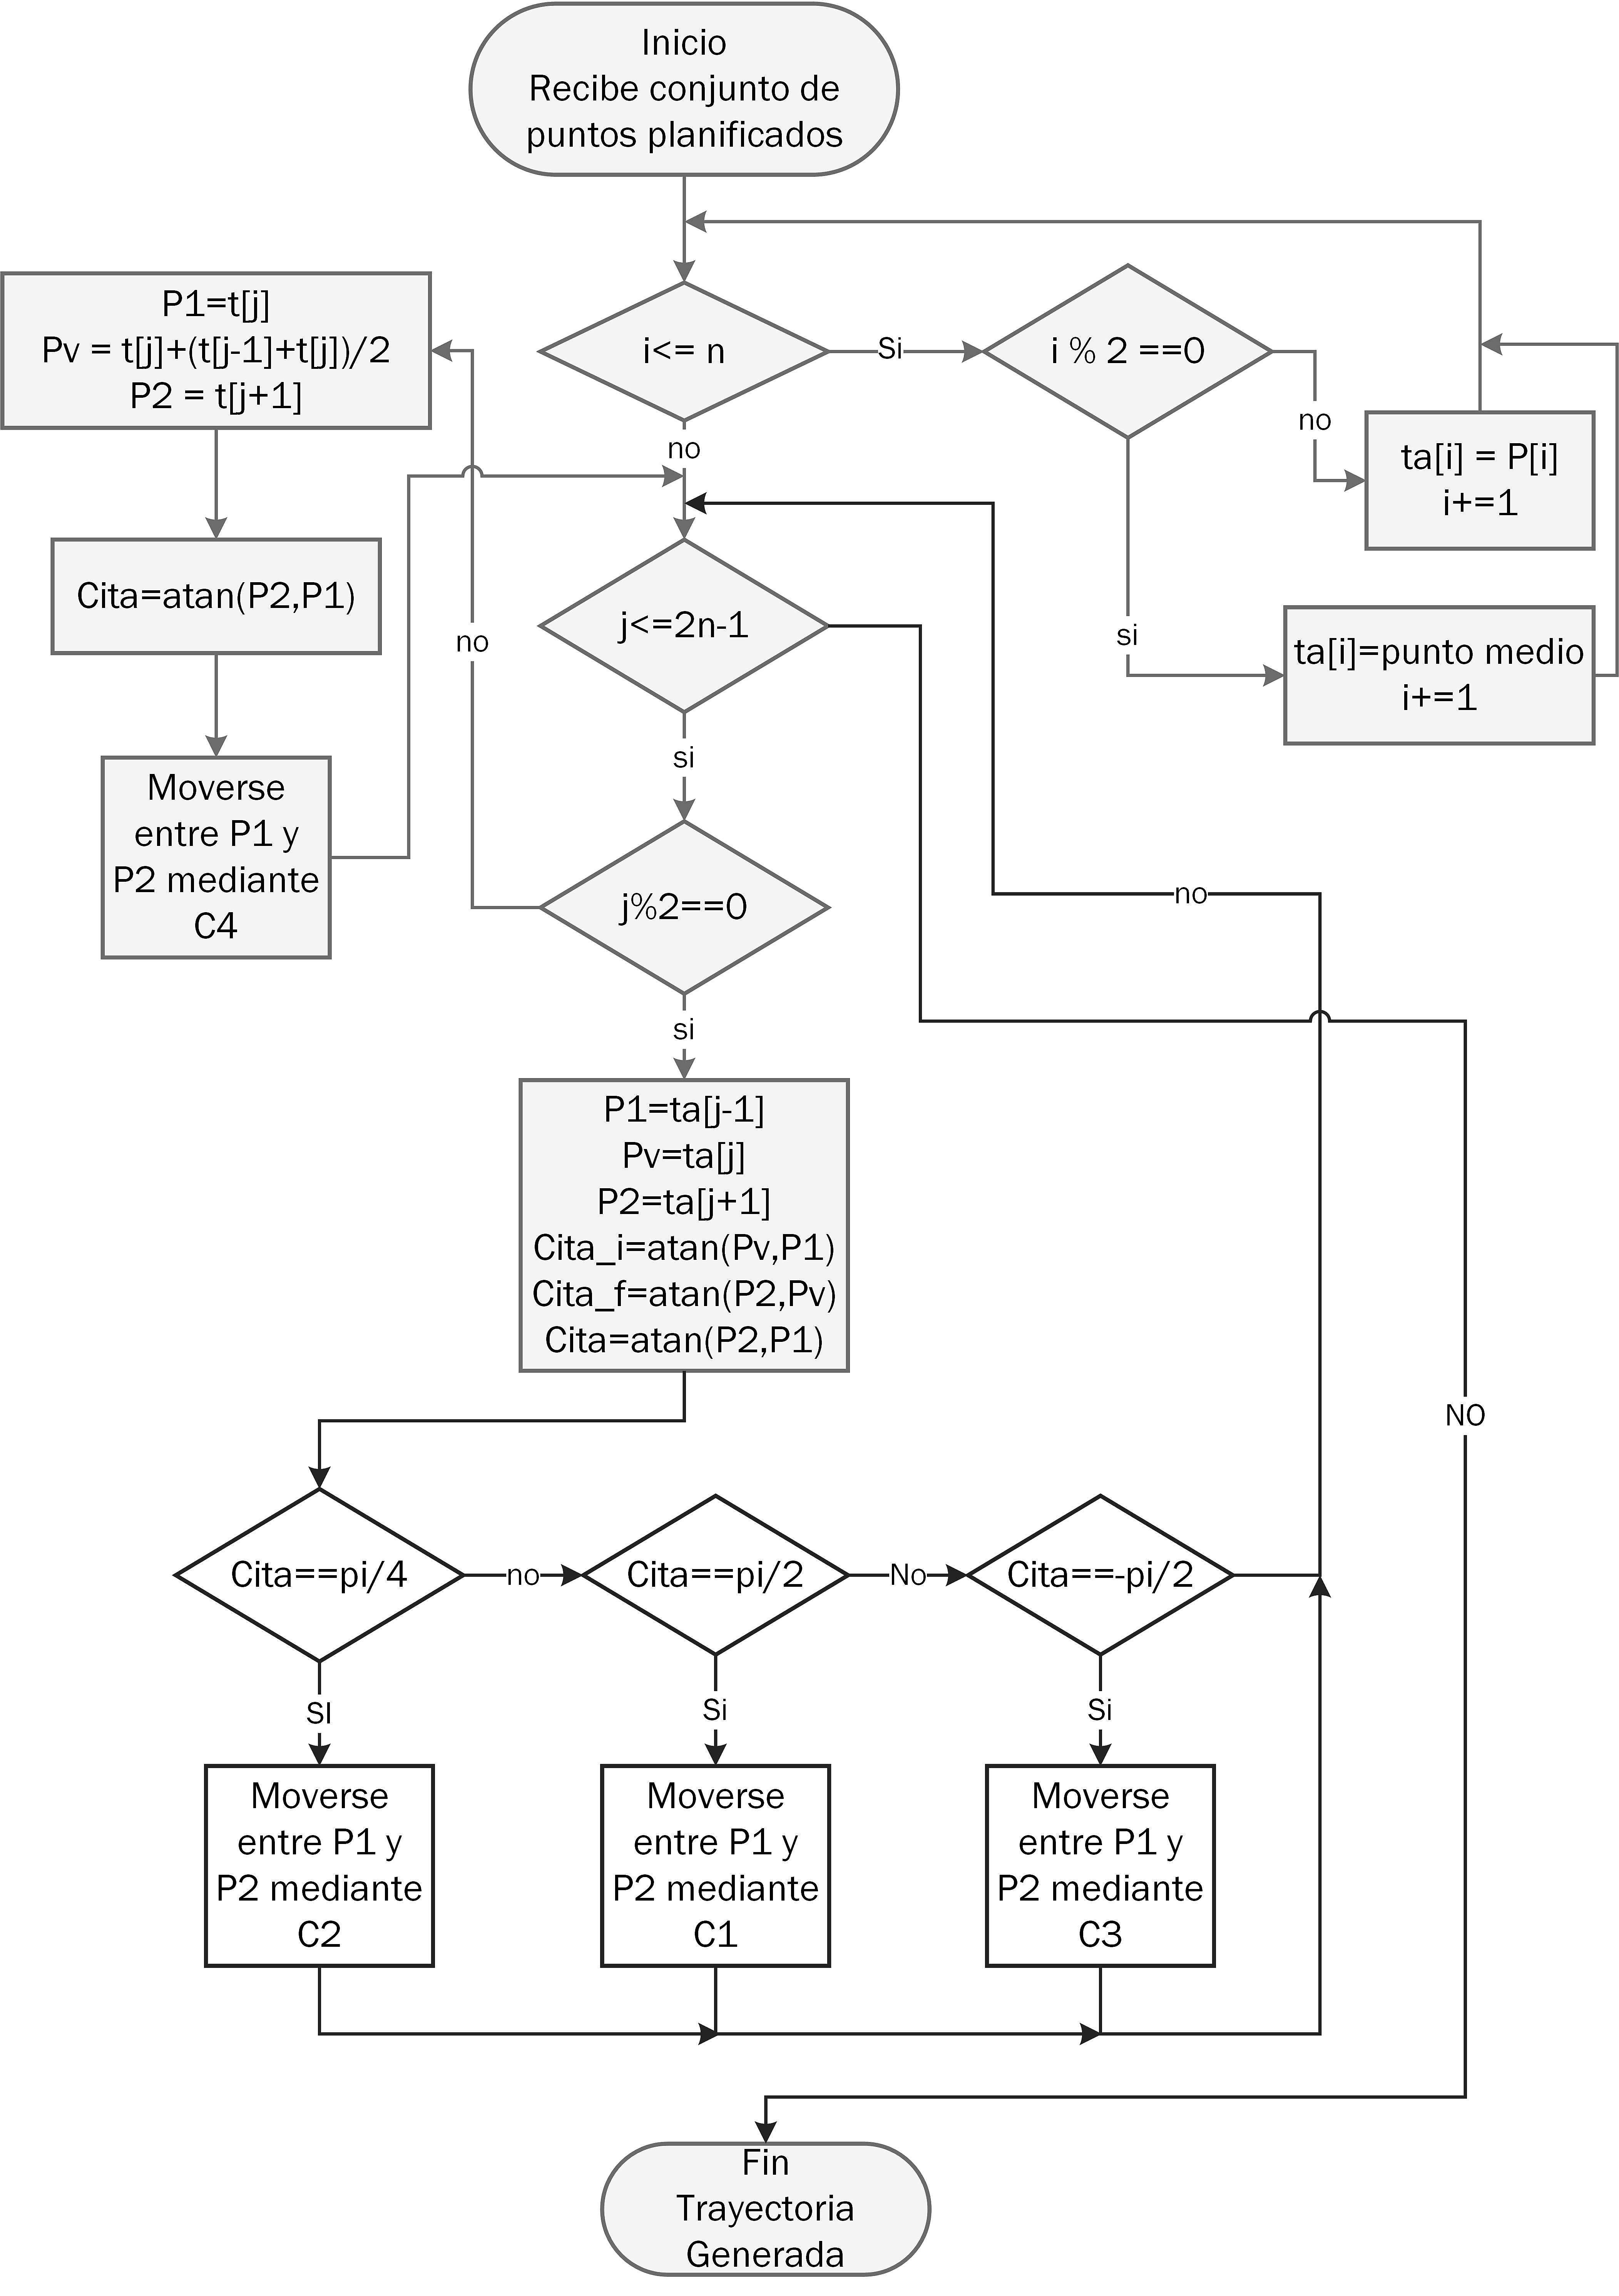 Inicio
Recibe conjunto de
puntos planificados
i<= n
Si
i % 2 ==0
no
ta[i] = P[i]
i+=1
si
ta[i]=punto medio
i+=1
no
P1=t[j]
Pv = t[j]+(t[j-1]+t[j])/2
P2 = t[j+1]
Cita=atan(P2,P1)
Moverse
entre P1 y
P2 mediante
C4
no
j<=2n-1
si
j%2==0
si
no
P1=ta[j-1]
Pv=ta[j]
P2=ta[j+1]
Cita_i=atan(Pv,P1)
Cita_f=atan(P2,Pv)
Cita=atan(P2,P1)
NO
Cita==pi/4
no
Cita==pi/2
No
Cita==-pi/2
SI
Si
Si
Moverse
entre P1 y
P2 mediante
C2
Moverse
entre P1 y
P2 mediante
C1
Moverse
entre P1 y
P2 mediante
C3
Fin
Trayectoria
Generada